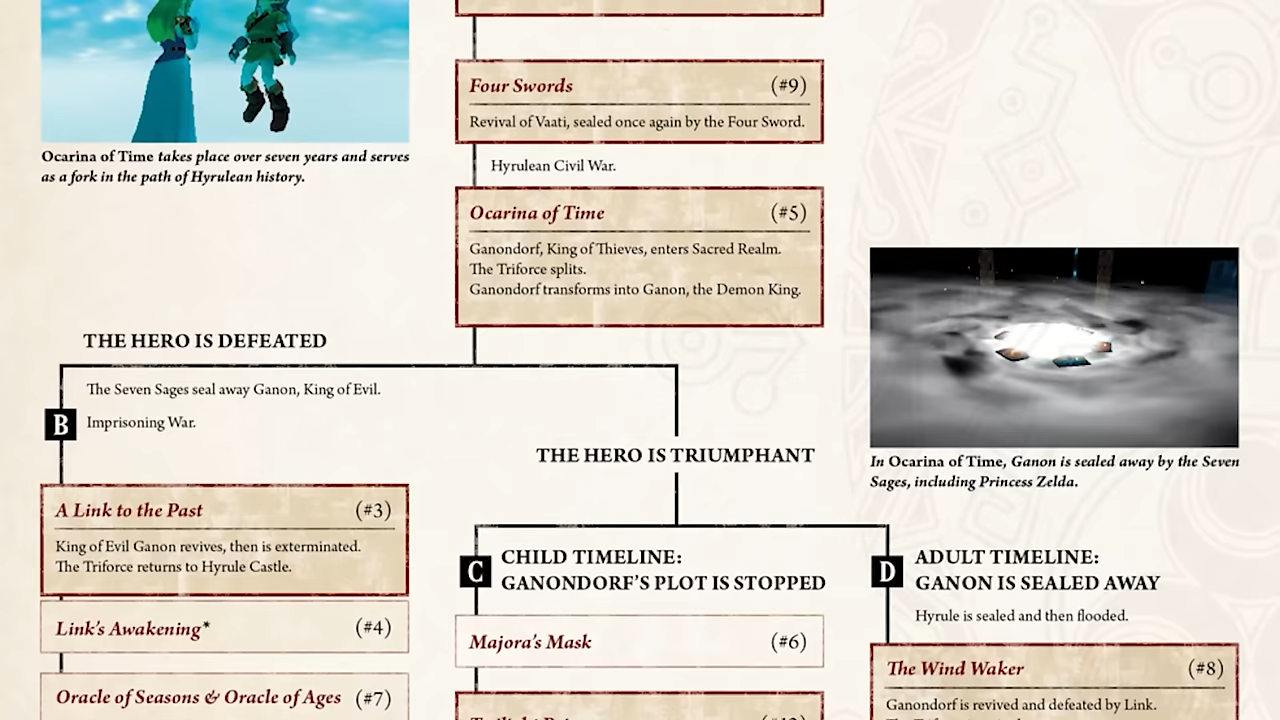 Four Swords (#9)
Revival of Vaati, sealed once again by the Four Sword.
Ocarina of Time takes place over seven years and serves
as a fork in the path of Hyrulean history.
Hyrulean Civil War.
Ocarina of Time (#5)
Ganondorf, King of Thieves, enters Sacred Realm.
The Triforce splits.
Ganondorf transforms into Ganon, the Demon King.
THE HERO IS DEFEATED
The Seven Sages seal away Ganon, King of Evil.
B
Imprisoning War.
THE HERO IS TRIUMPHANT
In Ocarina of Time, Ganon is sealed away by the Seven
Sages, including Princess Zelda.
A Link to the Past (#3)
King of Evil Ganon revives, then is exterminated.
The Triforce returns to Hyrule Castle.
Link's Awakening* (#4)
Oracle of Seasons & Oracle of Ages (#7)
C
CHILD TIMELINE:
GANONDORF'S PLOT IS STOPPED
Majora's Mask (#6)
D
ADULT TIMELINE:
GANON IS SEALED AWAY
Hyrule is sealed and then flooded.
The Wind Waker (#8)
Ganondorf is revived and defeated by Link.